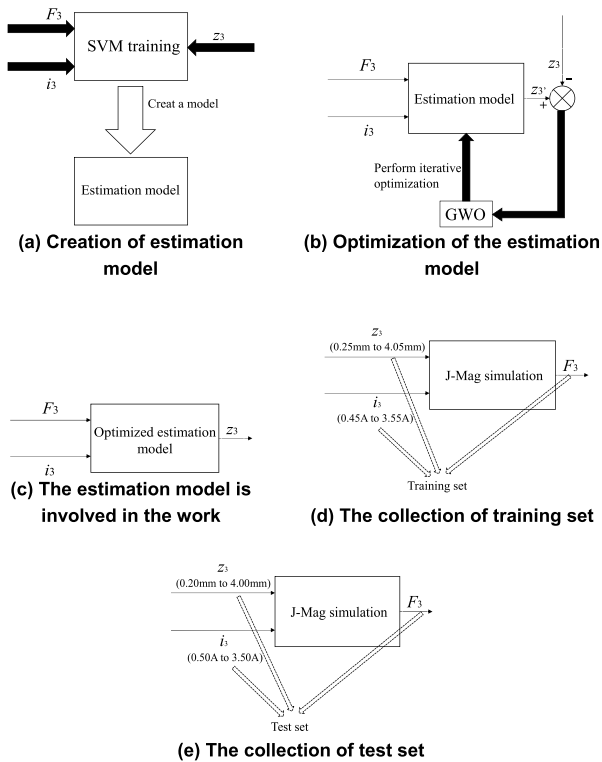 F3
SVM training
z3
i3
Creat a model
Estimation model
(a) Creation of estimation
model
z3
-
F3
Estimation model
z3'
+
i3
Perform iterative
optimization
GWO
(b) Optimization of the estimation
model
F3
Optimized estimation
model
z3
i3
(c) The estimation model is
involved in the work
z3
(0.25mm to 4.05mm)
J-Mag simulation
F3
i3
(0.45A to 3.55A)
Training set
(d) The collection of training set
z3
(0.20mm to 4.00mm)
J-Mag simulation
F3
i3
(0.50A to 3.50A)
Test set
(e) The collection of test set